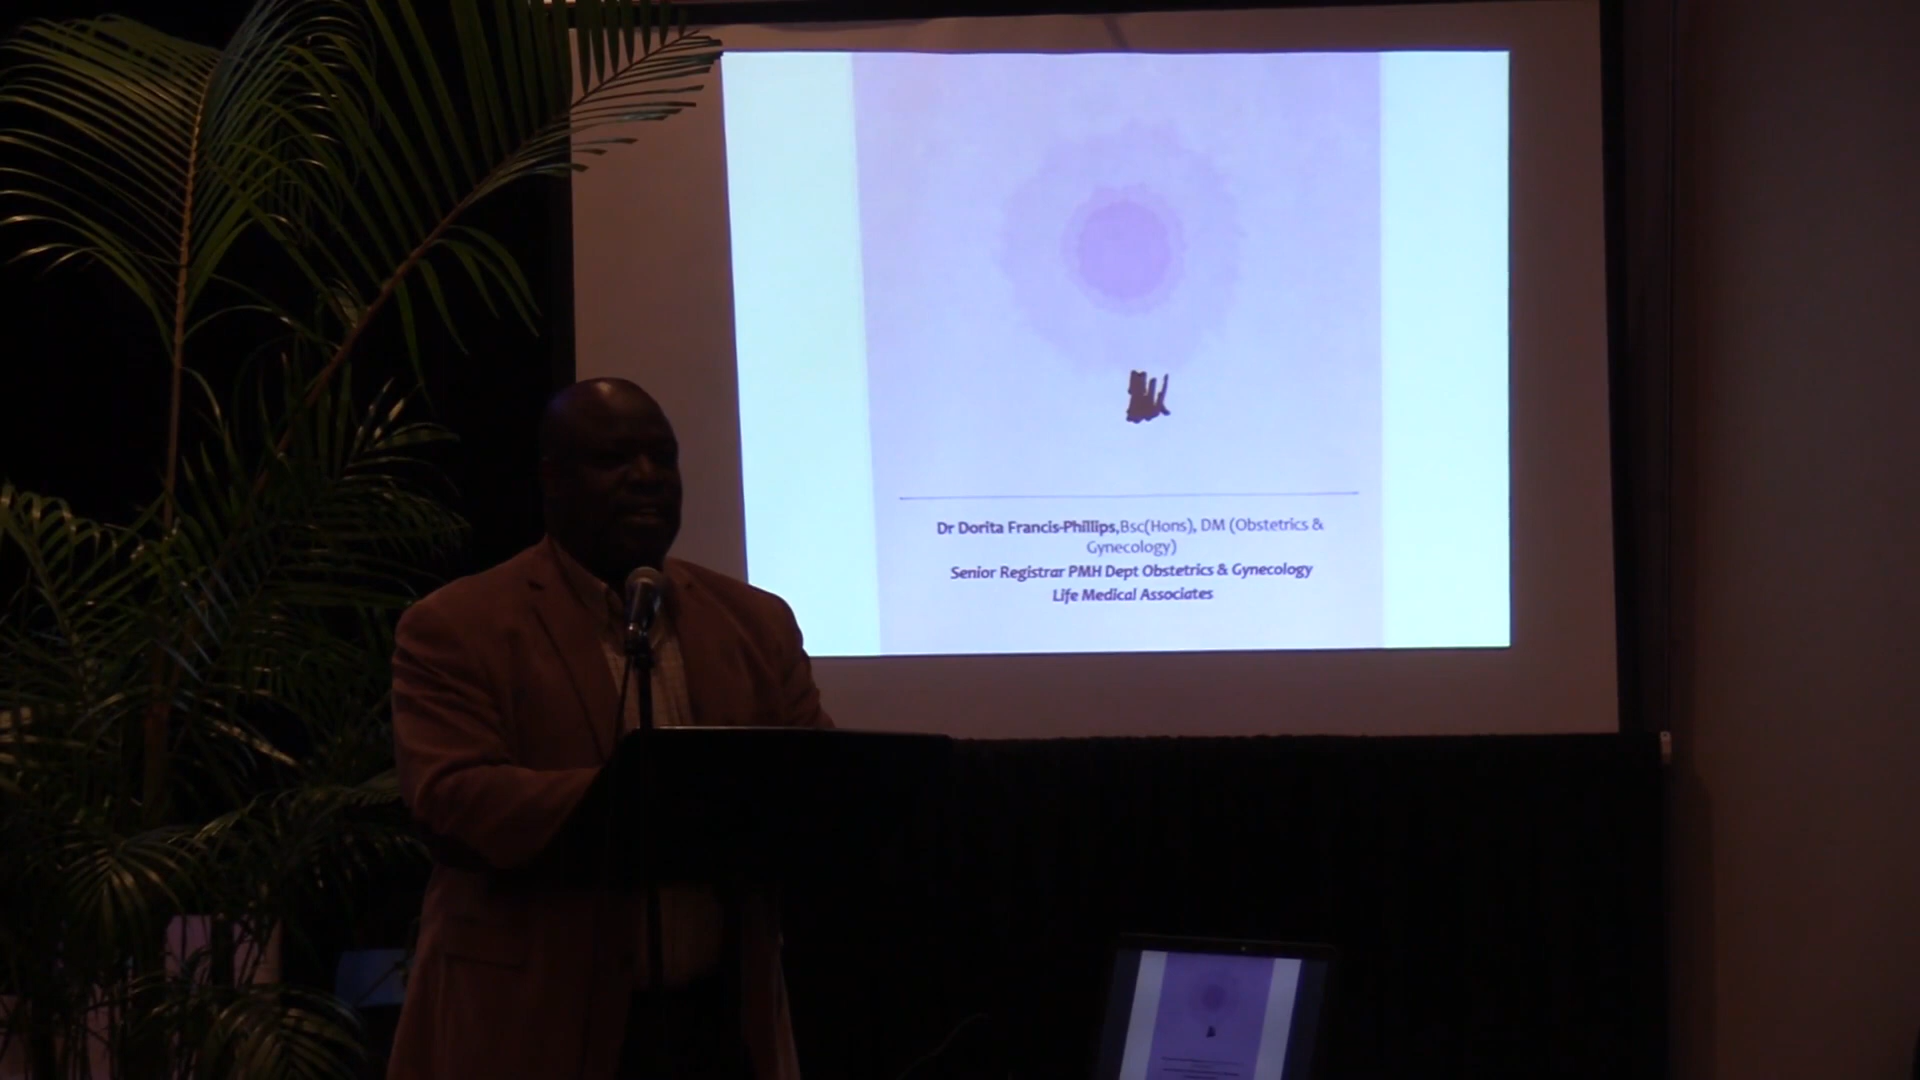 Dr Dorita Francis-Phillips,Bsc(Hons), DM (Obstetrics &
Gynecology)
Senior Registrar PMH Dept Obstetrics & Gynecology
Life Medical Associates